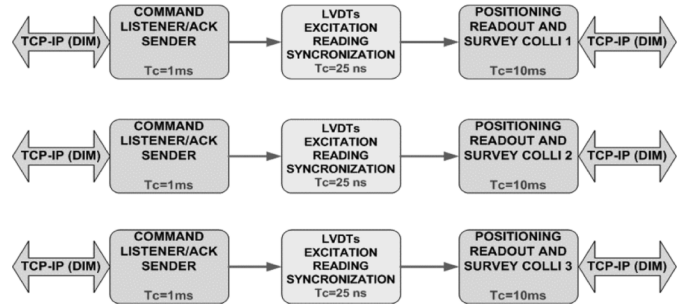 TCP-IP (DIM)
COMMAND
LISTENER/ACK
SENDER
Tc=1ms
LVDTs
EXCITATION
READING
SYNCRONIZATION
Tc=25 ns
POSITIONING
READOUT AND
SURVEY COLLI 1
Tc=10ms
TCP-IP (DIM)
TCP-IP (DIM)
COMMAND
LISTENER/ACK
SENDER
Tc=1ms
LVDTs
EXCITATION
READING
SYNCRONIZATION
Tc=25 ns
POSITIONING
READOUT AND
SURVEY COLLI 2
Tc=10ms
TCP-IP (DIM)
TCP-IP (DIM)
COMMAND
LISTENER/ACK
SENDER
Tc=1ms
LVDTs
EXCITATION
READING
SYNCRONIZATION
Tc=25 ns
POSITIONING
READOUT AND
SURVEY COLLI 3
Tc=10ms
TCP-IP (DIM)